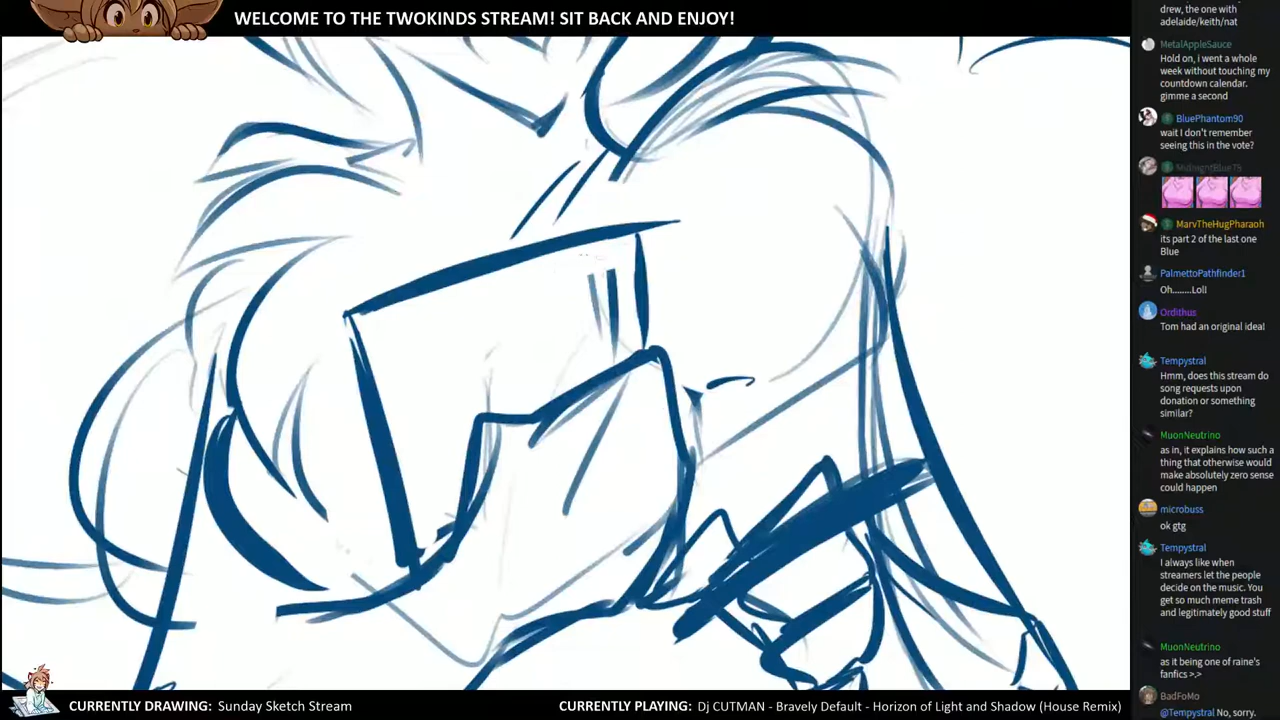 WELCOME TO THE TWOKINDS STREAM! SIT BACK AND ENJOY!
drew, the one with
adelaide/keith/nat
MetalAppleSauce
Hold on, i went a whole
week without touching my
countdown calendar.
gimme a second
BluePhantom90
wait I don't remember
seeing this in the vote?
MidnightBlue75
MarvTheHugPharaoh
its part 2 of the last one
Blue
PalmettoPathfinder1
Oh........Lol!
Ordithus
Tom had an original idea!
Tempystral
Hmm, does this stream do
song requests upon
donation or something
similar?
MuonNeutrino
as in, it explains how such a
thing that otherwise would
make absolutely zero sense
could happen
microbuss
ok gtg
Tempystral
I always like when
streamers let the people
decide on the music. You
get so much meme trash
and legitimately good stuff
MuonNeutrino
as it being one of raine's
fanfics >.>
BadFoMo
@Tempystral No, sorry.
CURRENTLY DRAWING: Sunday Sketch Stream
CURRENTLY PLAYING: Dj CUTMAN - Bravely Default - Horizon of Light and Shadow (House Remix)